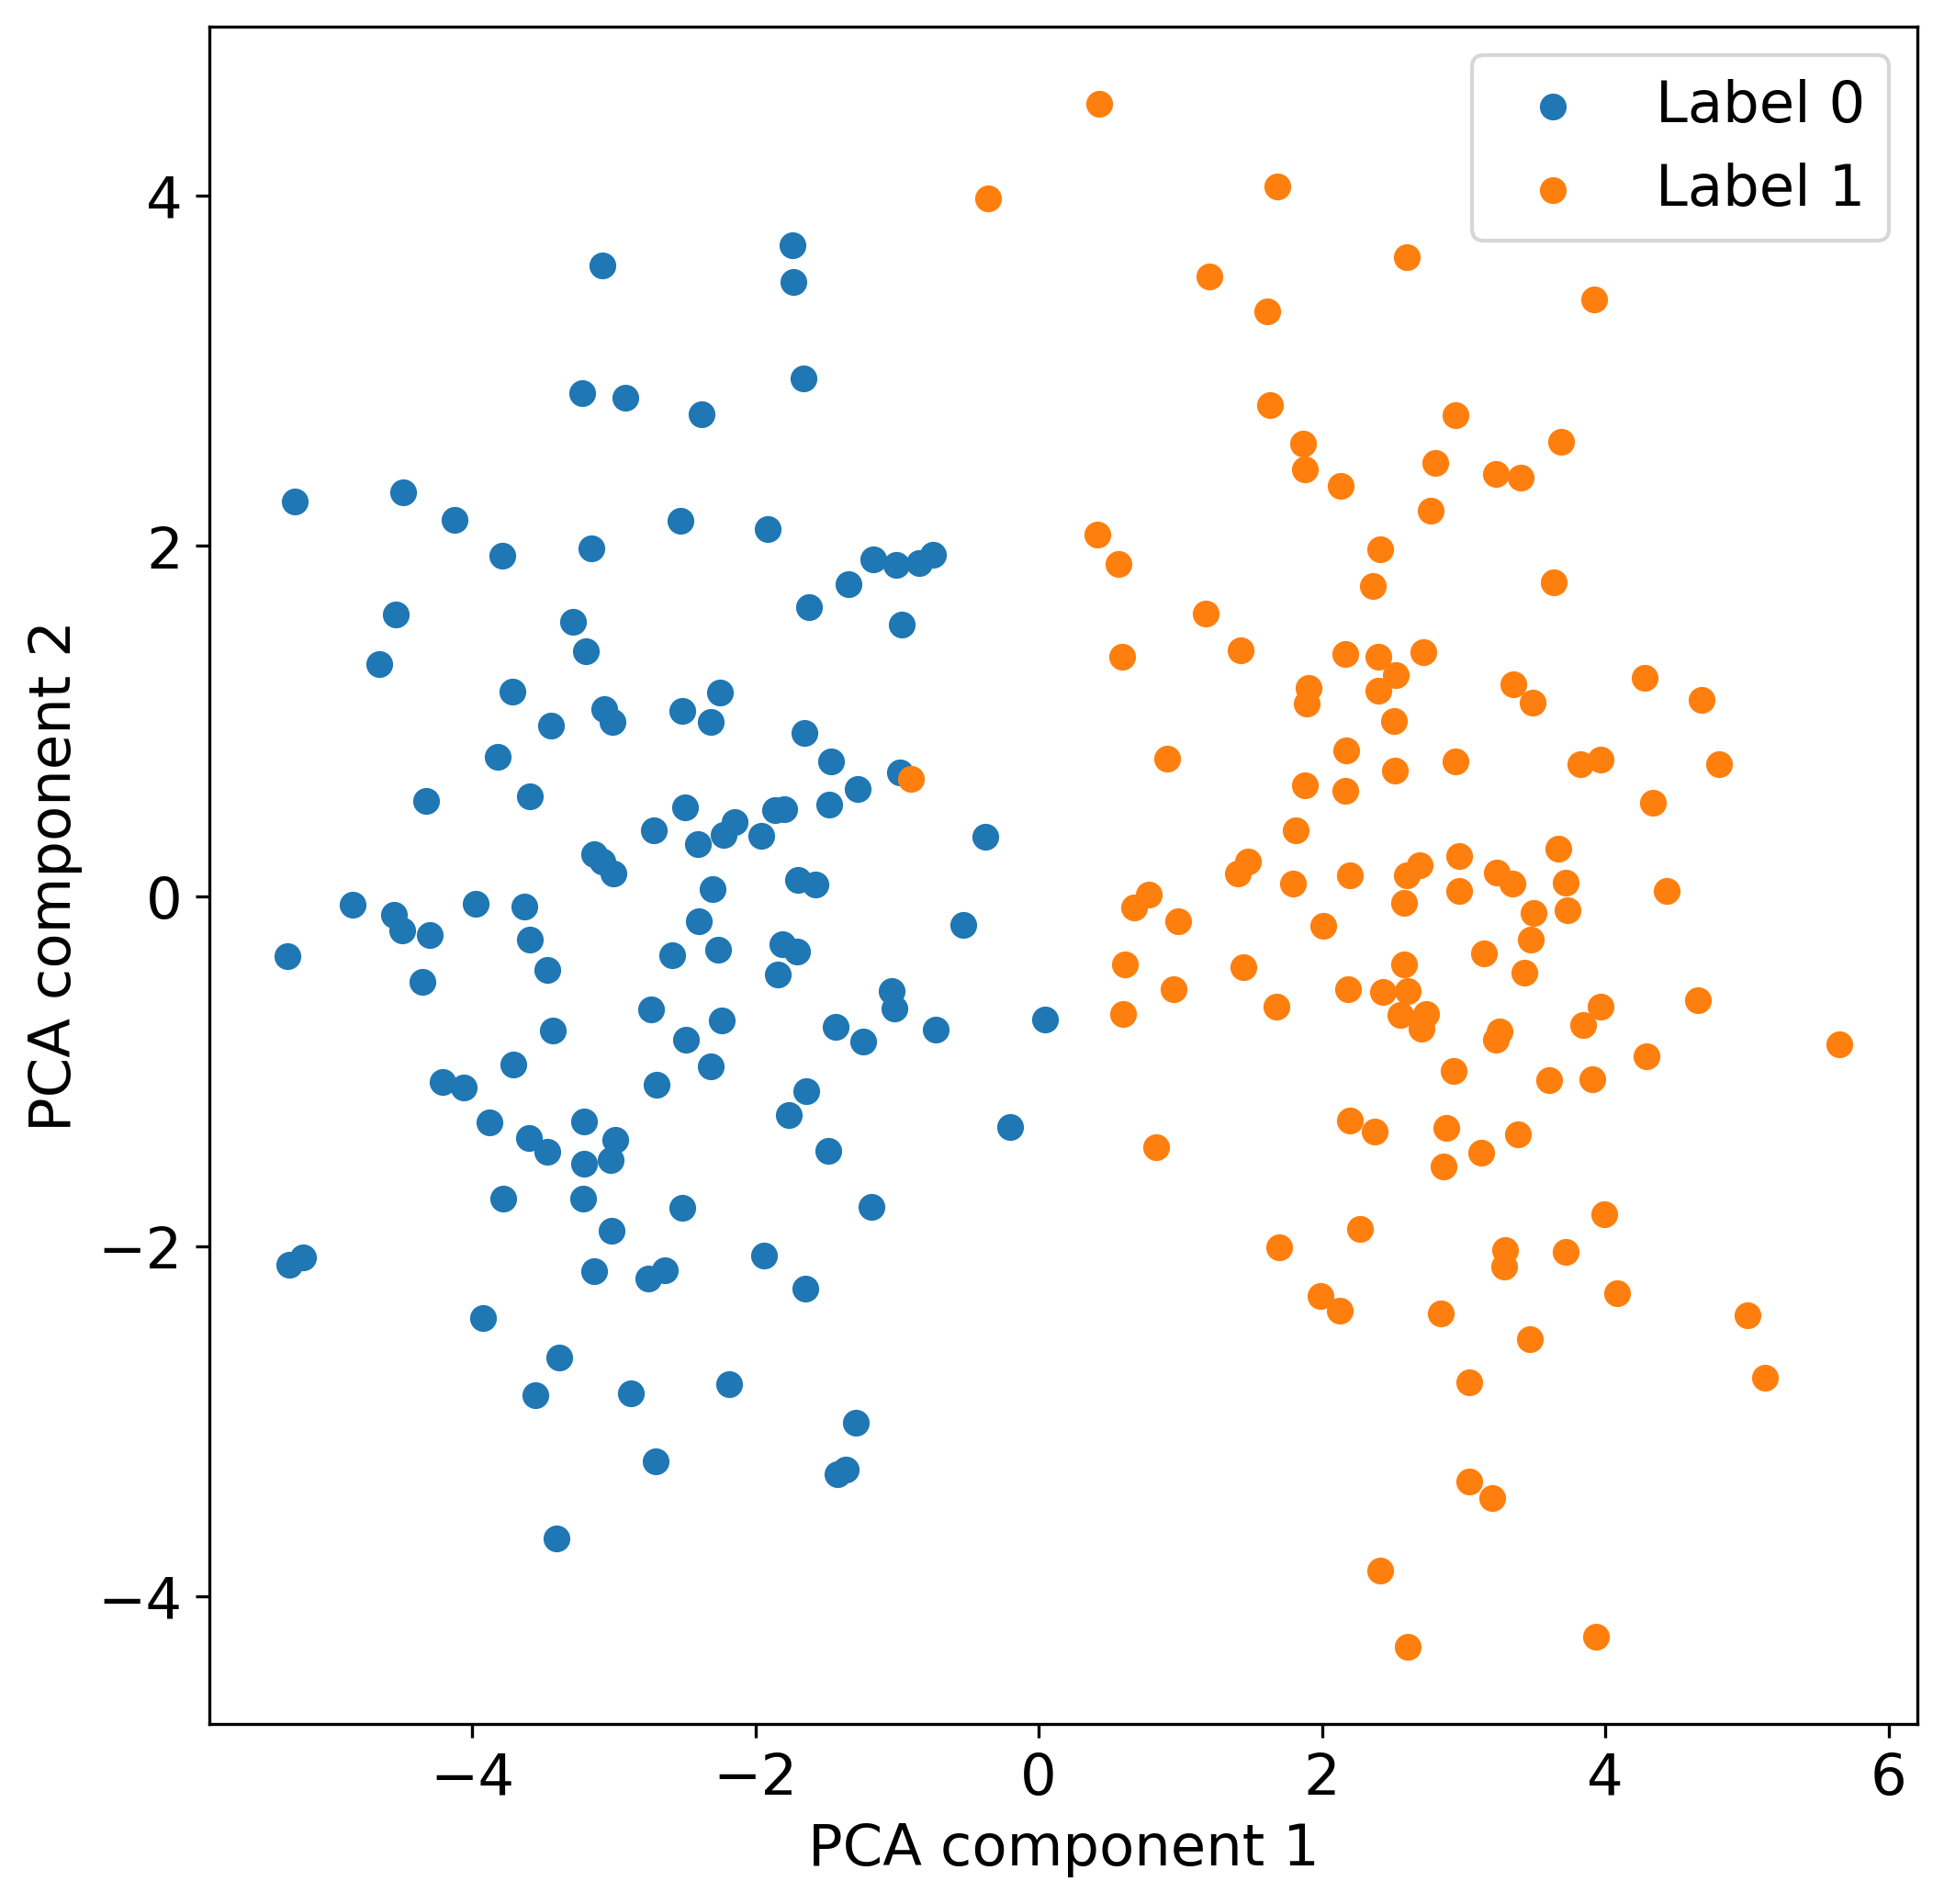 Label 0
Label 1
4
2
0
−2
−4
PCA component 2
−4 −2 0 2 4 6
PCA component 1